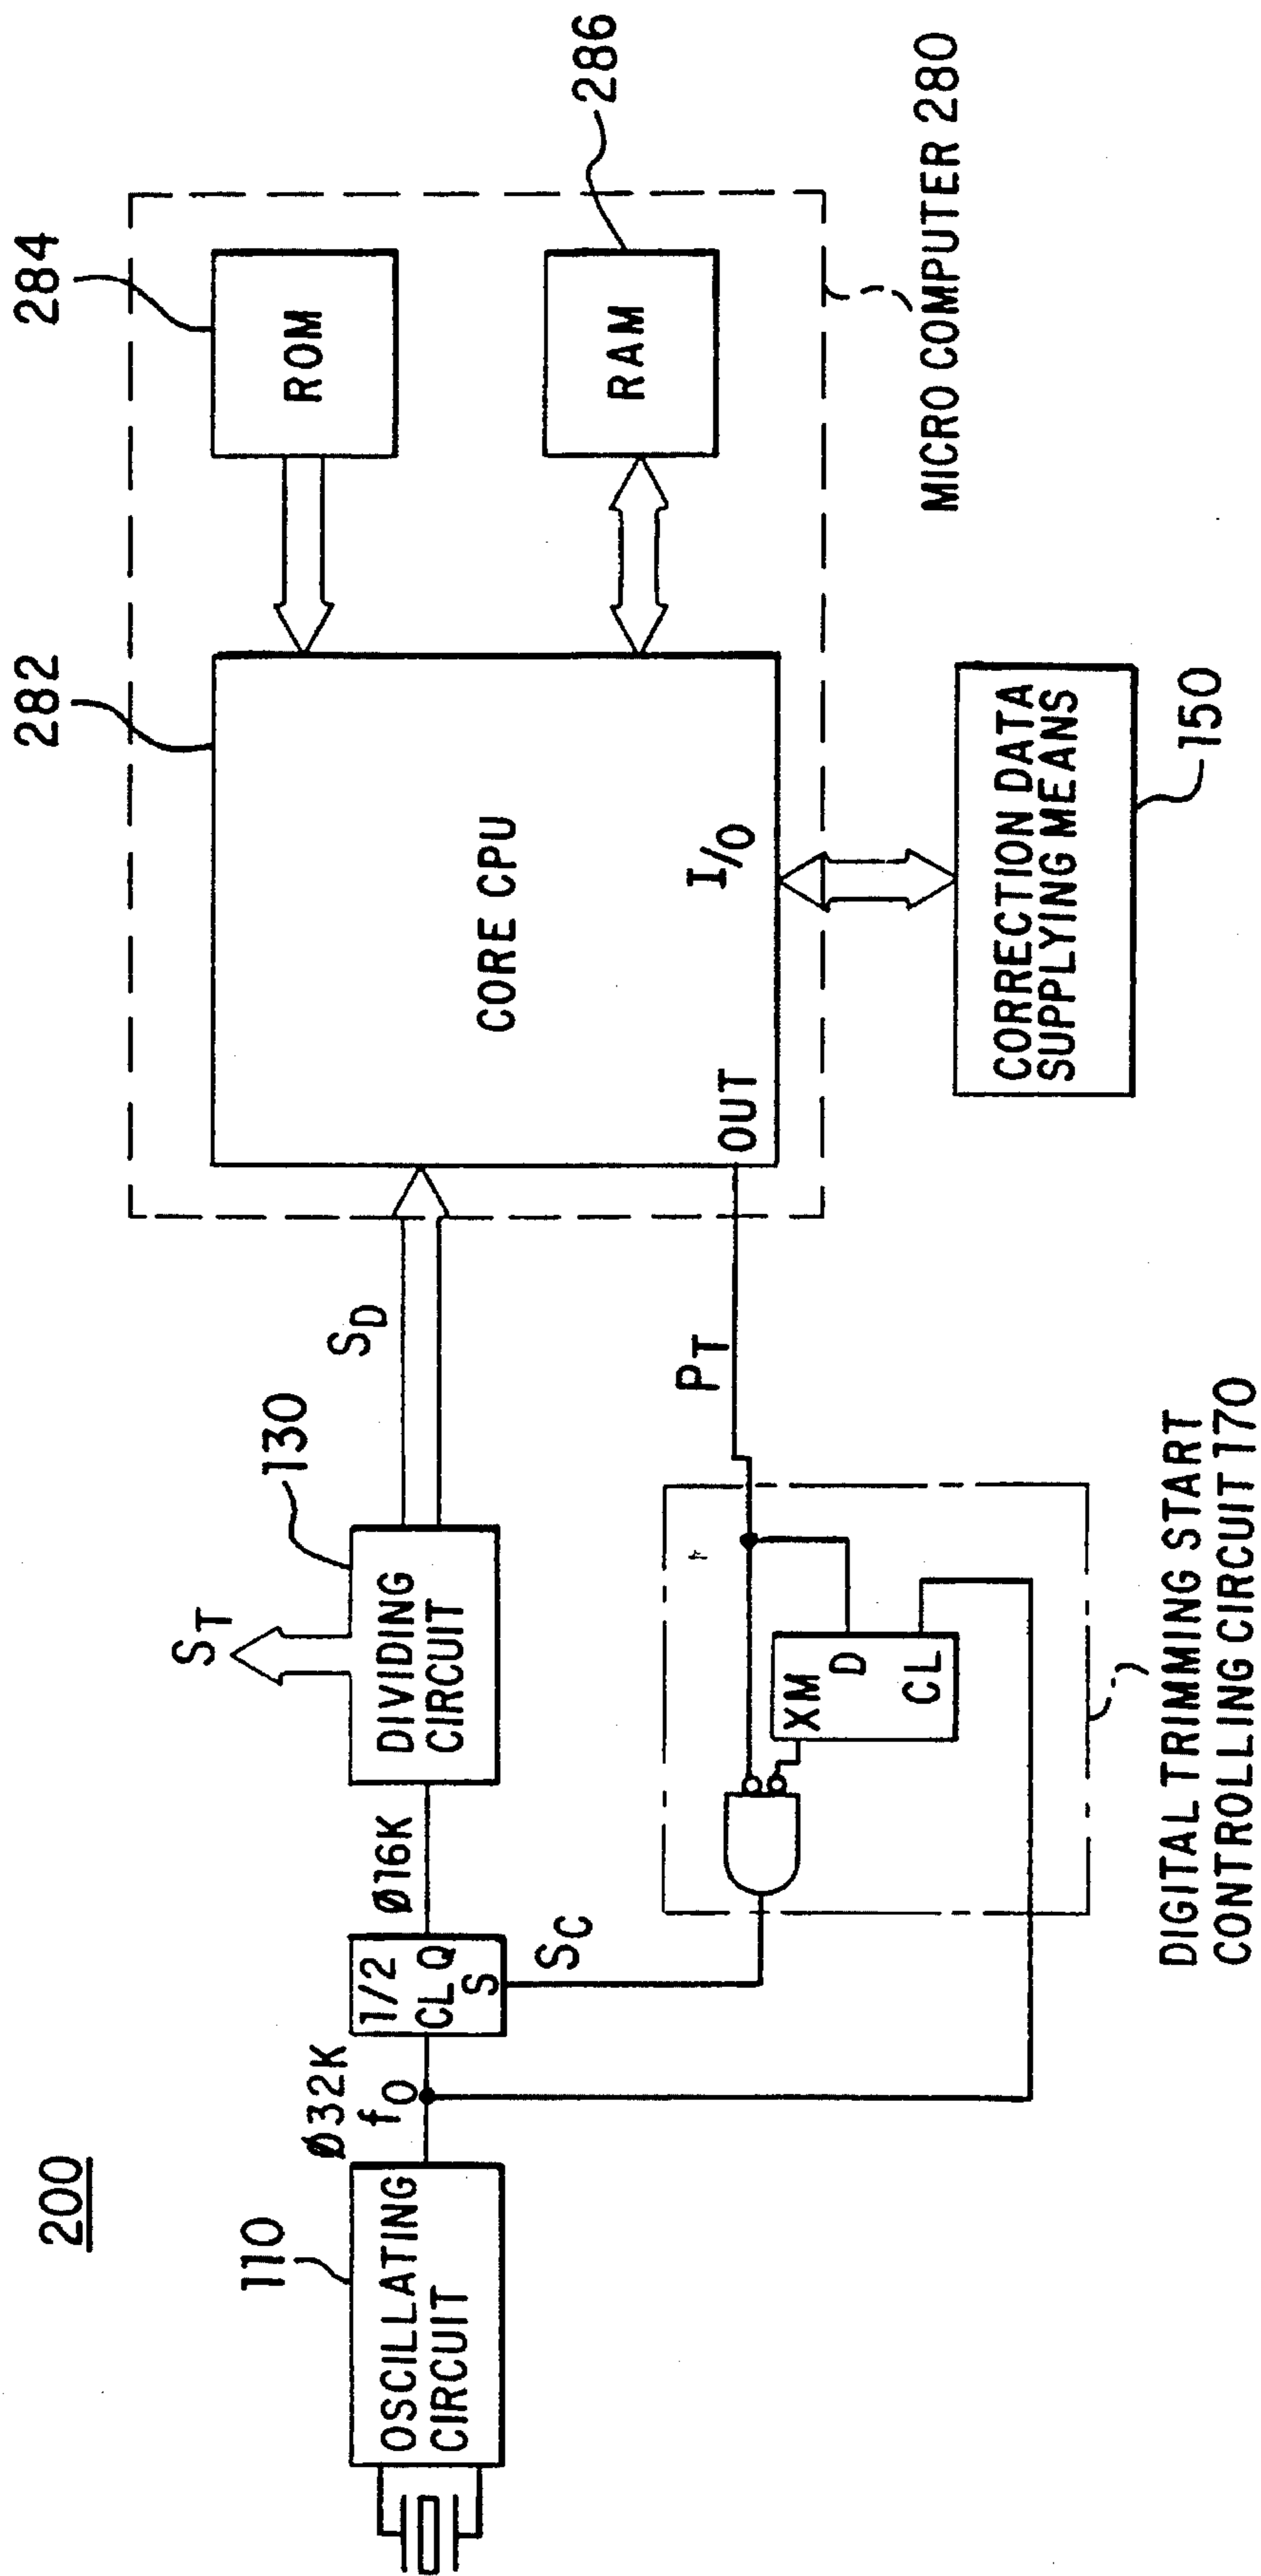 200
110
OSCILLATING
CIRCUIT
Ø32K
fO
1/2
CL Q
S
Ø16K
SC
130
DIVIDING
CIRCUIT
ST
SD
PT
XM
D
CL
DIGITAL TRIMMING START
CONTROLLING CIRCUIT 170
282
CORE CPU
OUT
I/O
284
ROM
286
RAM
MICRO COMPUTER 280
CORRECTION DATA
SUPPLYING MEANS
150